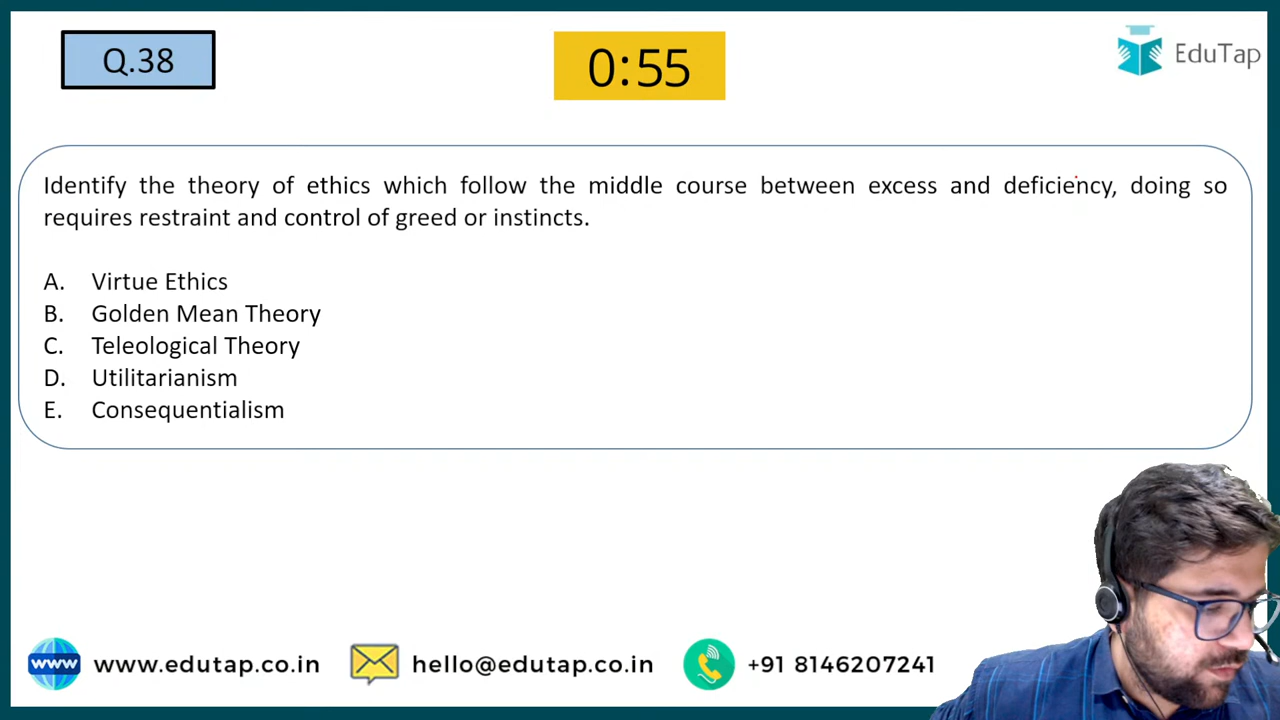 Q.38
0:55
EduTap
Identify the theory of ethics which follow the middle course between excess and deficiency, doing so
requires restraint and control of greed or instincts.
A. Virtue Ethics
B. Golden Mean Theory
C. Teleological Theory
D. Utilitarianism
E. Consequentialism
www www.edutap.co.in hello@edutap.co.in +91 8146207241